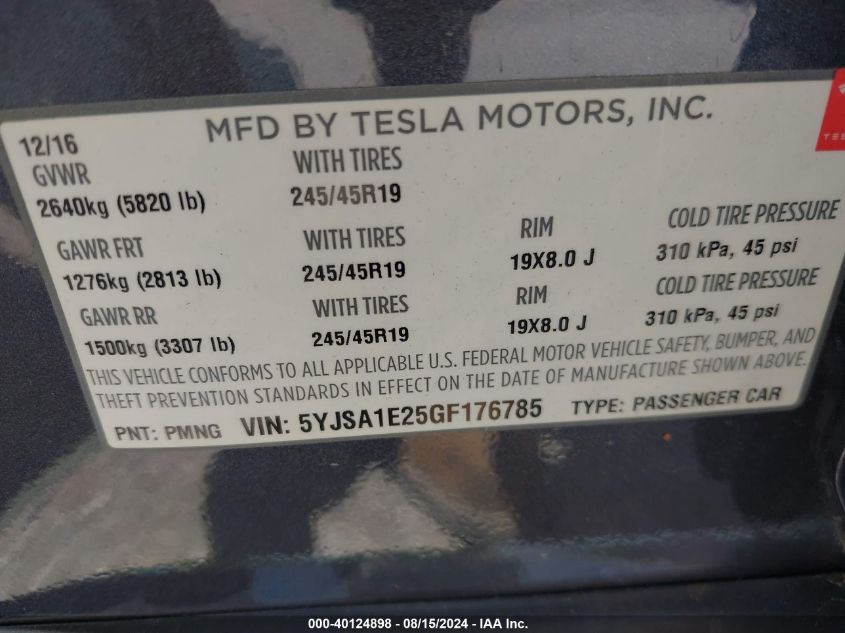 MFD BY TESLA MOTORS, INC.
12/16
GVWR WITH TIRES
2640kg (5820 lb) 245/45R19
GAWR FRT WITH TIRES RIM COLD TIRE PRESSURE
1276kg (2813 lb) 245/45R19 19X8.0 J 310 kPa, 45 psi
GAWR RR WITH TIRES RIM COLD TIRE PRESSURE
1500kg (3307 lb) 245/45R19 19X8.0 J 310 kPa, 45 psi
THIS VEHICLE CONFORMS TO ALL APPLICABLE U.S. FEDERAL MOTOR VEHICLE SAFETY, BUMPER, AND
THEFT PREVENTION STANDARDS IN EFFECT ON THE DATE OF MANUFACTURE SHOWN ABOVE.
PNT: PMNG VIN: 5YJSA1E25GF176785 TYPE: PASSENGER CAR
000-40124898 - 08/15/2024 - IAA Inc.